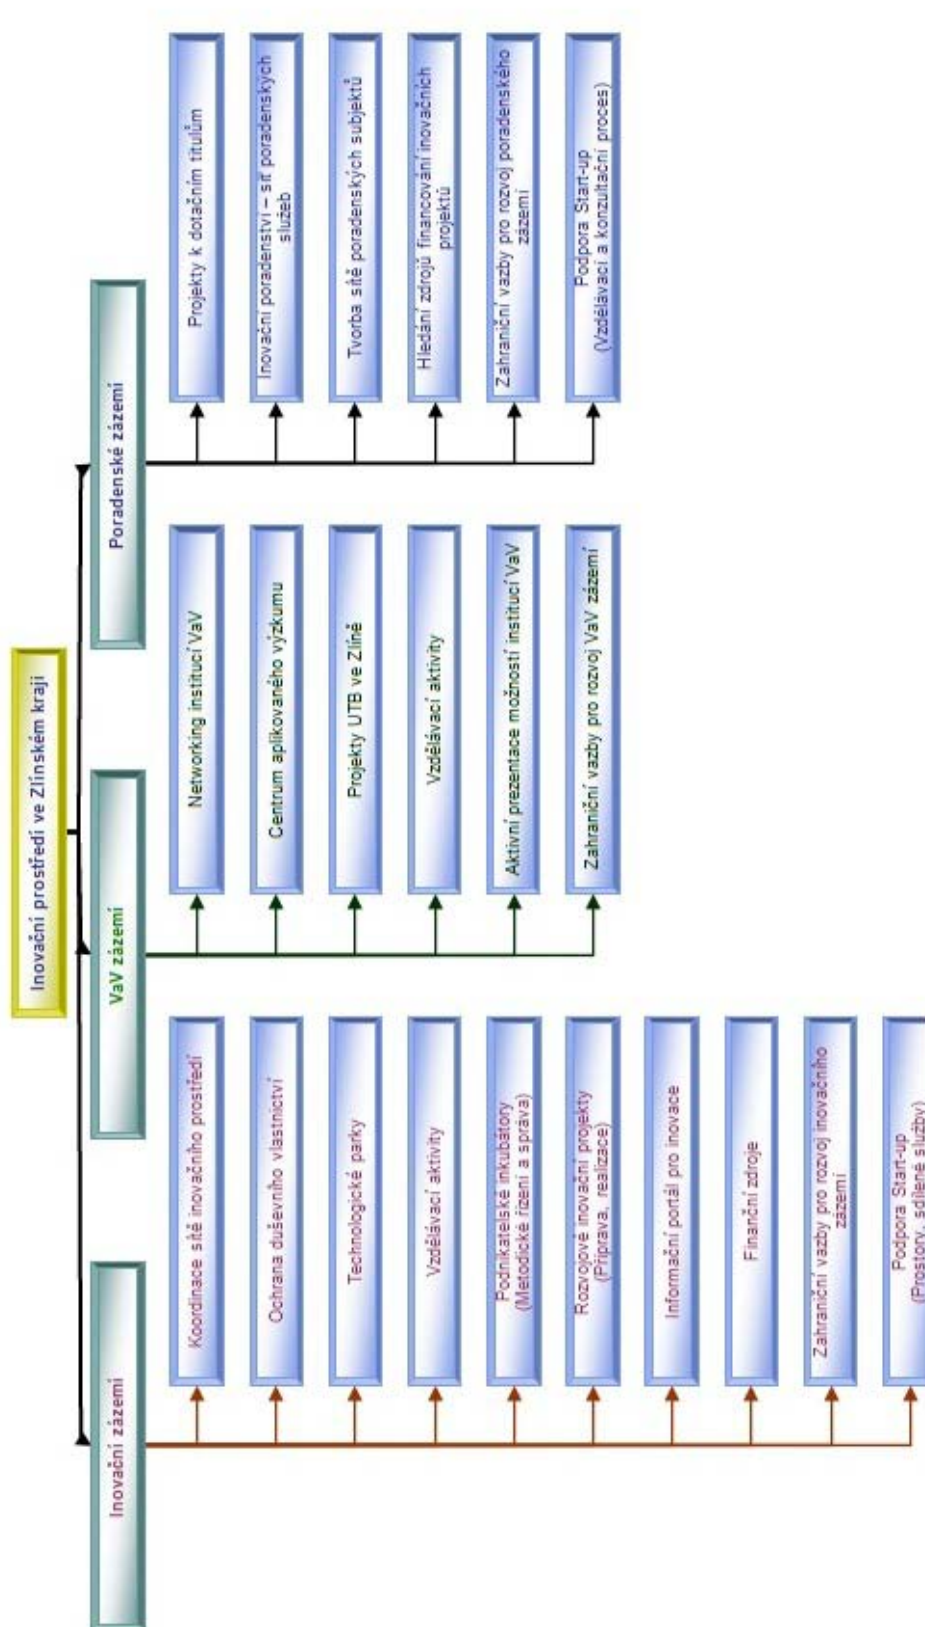 Inovační prostředí ve Zlínském kraji
Inovační zázemí
Koordinace sítě inovačního prostředí
Ochrana duševního vlastnictví
Technologické parky
Vzdělávací aktivity
Podnikatelské inkubátory
(Metodické řízení a správa)
Rozvojové inovační projekty
(Příprava, realizace)
Informační portál pro inovace
Finanční zdroje
Zahraniční vazby pro rozvoj inovačního
zázemí
Podpora Start-up
(Prostory, sdílené služby)
VaV zázemí
Networking institucí VaV
Centrum aplikovaného výzkumu
Projekty UTB ve Zlíně
Vzdělávací aktivity
Aktivní prezentace možností institucí VaV
Zahraniční vazby pro rozvoj VaV zázemí
Poradenské zázemí
Projekty k dotačním titulům
Inovační poradenství – síť poradenských
služeb
Tvorba sítě poradenských subjektů
Hledání zdrojů financování inovačních
projektů
Zahraniční vazby pro rozvoj poradenského
zázemí
Podpora Start-up
(Vzdělávací a konzultační proces)